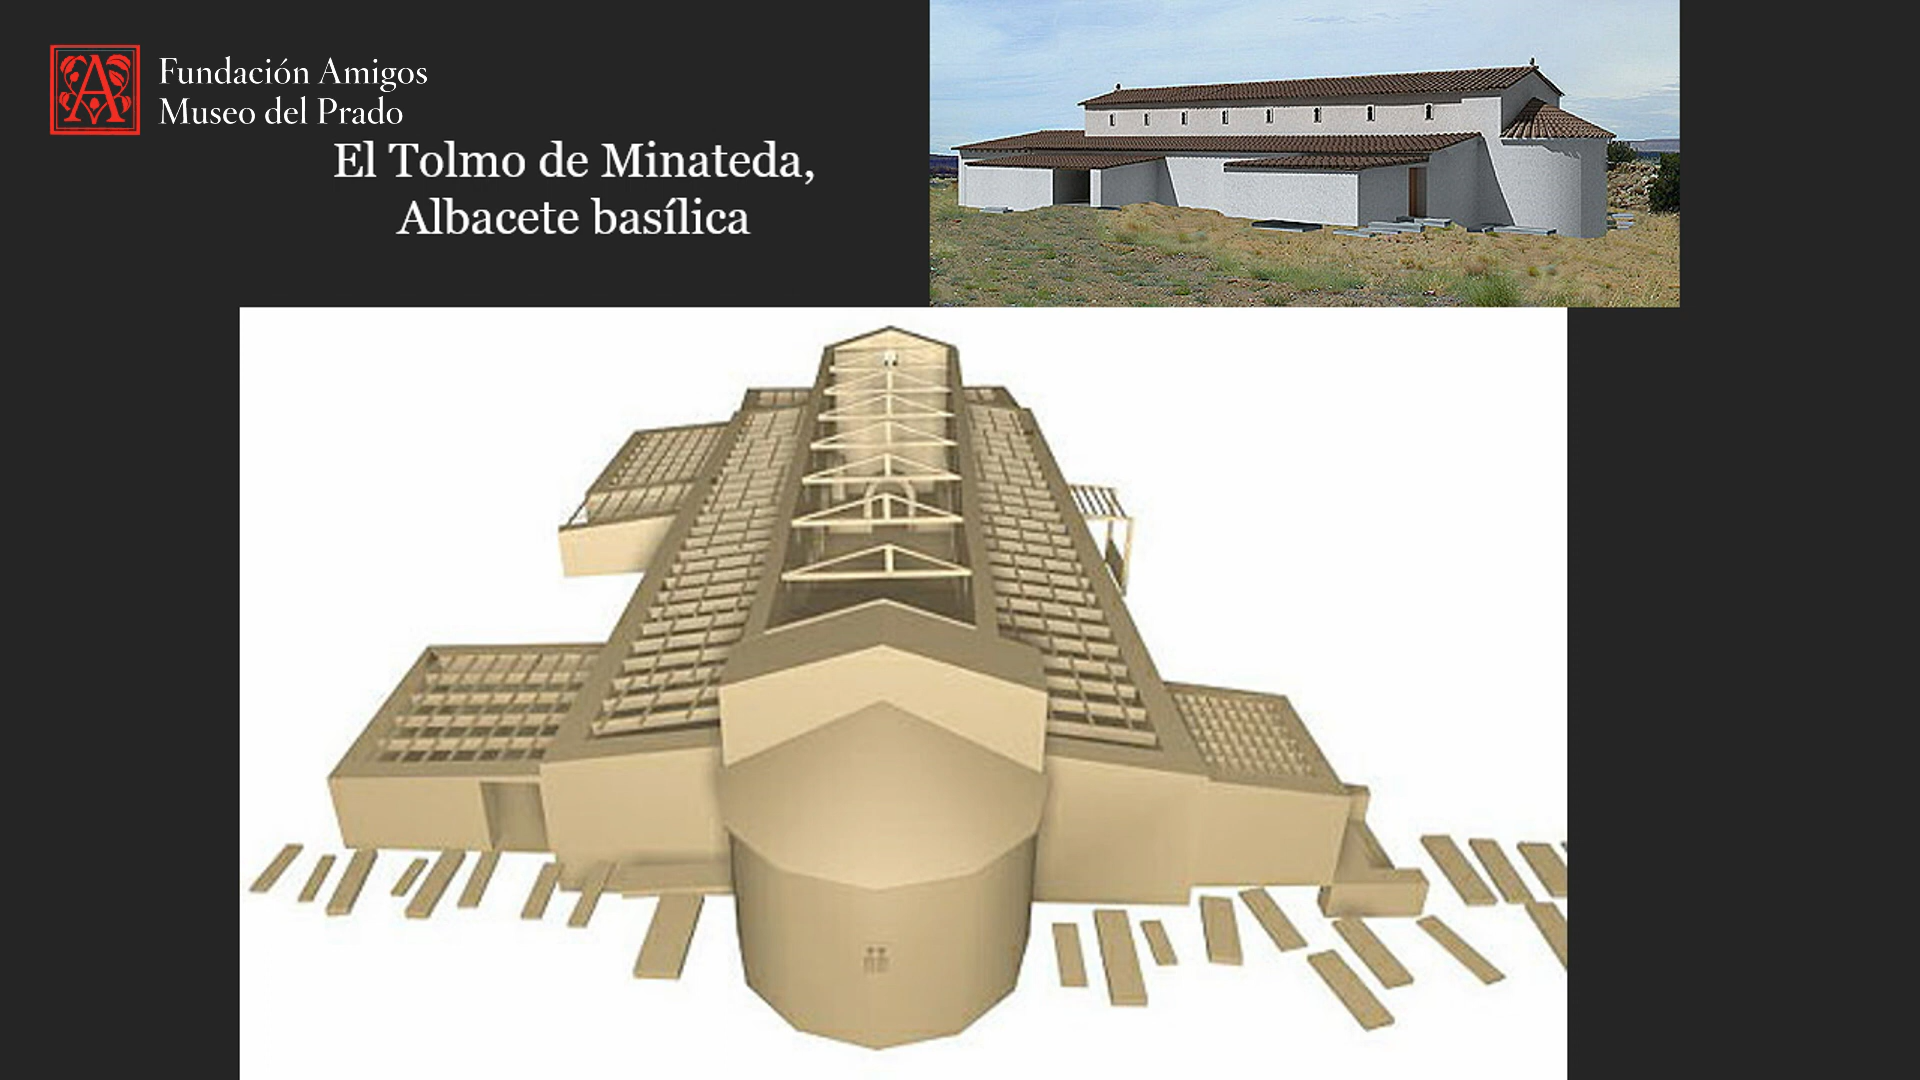 Fundación Amigos
Museo del Prado
El Tolmo de Minateda,
Albacete basílica